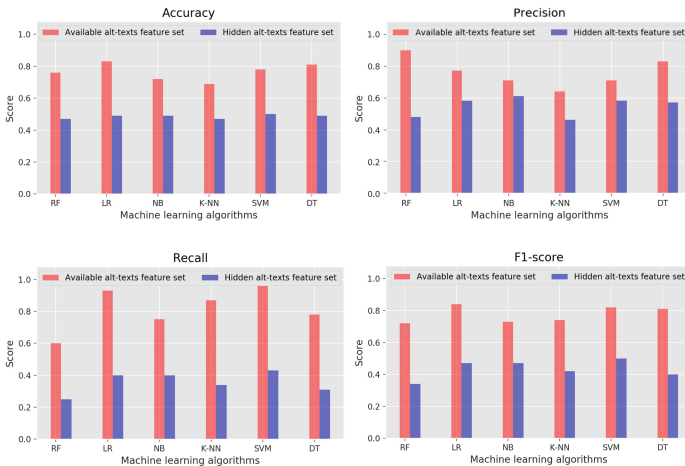 Accuracy
Available alt-texts feature set
Hidden alt-texts feature set
1.0
0.8
0.6
0.4
0.2
0.0
Score
RF
LR
NB
K-NN
SVM
DT
Machine learning algorithms
Precision
Available alt-texts feature set
Hidden alt-texts feature set
1.0
0.8
0.6
0.4
0.2
0.0
Score
RF
LR
NB
K-NN
SVM
DT
Machine learning algorithms
Recall
Available alt-texts feature set
Hidden alt-texts feature set
1.0
0.8
0.6
0.4
0.2
0.0
Score
RF
LR
NB
K-NN
SVM
DT
Machine learning algorithms
F1-score
Available alt-texts feature set
Hidden alt-texts feature set
1.0
0.8
0.6
0.4
0.2
0.0
Score
RF
LR
NB
K-NN
SVM
DT
Machine learning algorithms